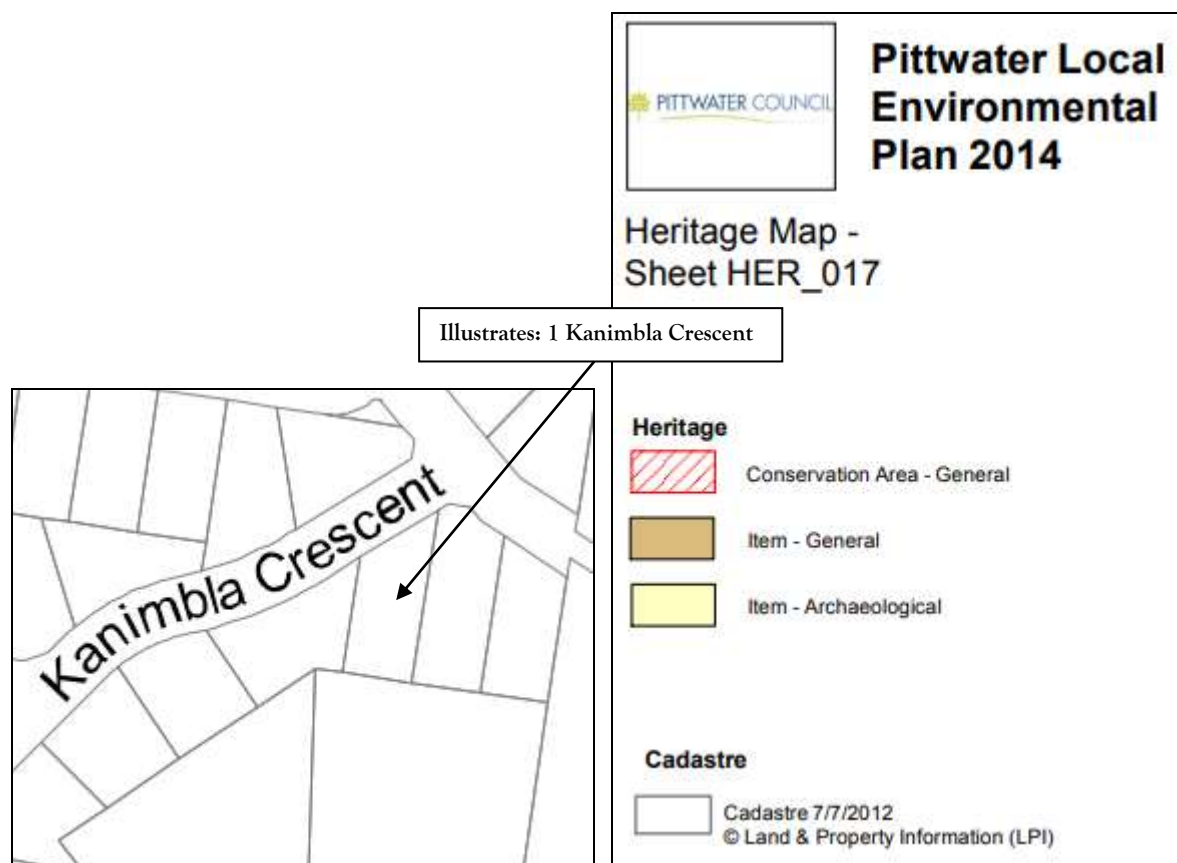 PITTWATER COUNCIL
Pittwater Local
Environmental
Plan 2014
Heritage Map -
Sheet HER_017
Illustrates: 1 Kanimbla Crescent
Kanimbla Crescent
Heritage
Conservation Area - General
Item - General
Item - Archaeological
Cadastre
Cadastre 7/7/2012
© Land & Property Information (LPI)